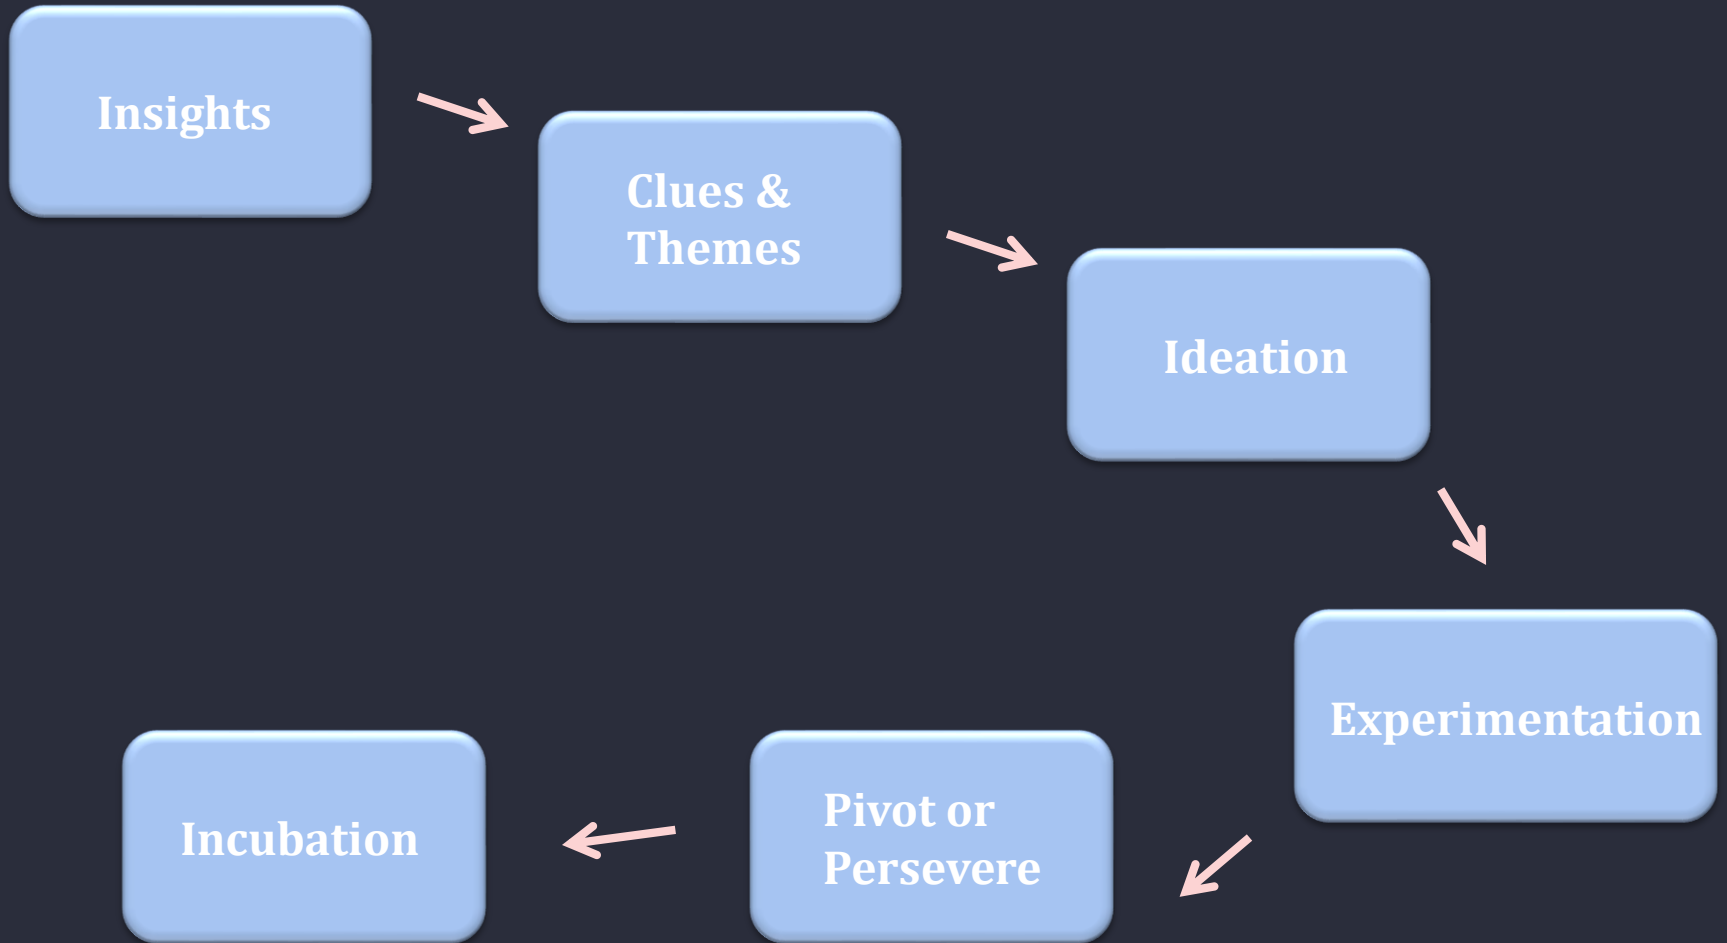 Insights
Clues &
Themes
Ideation
Experimentation
Pivot or
Persevere
Incubation